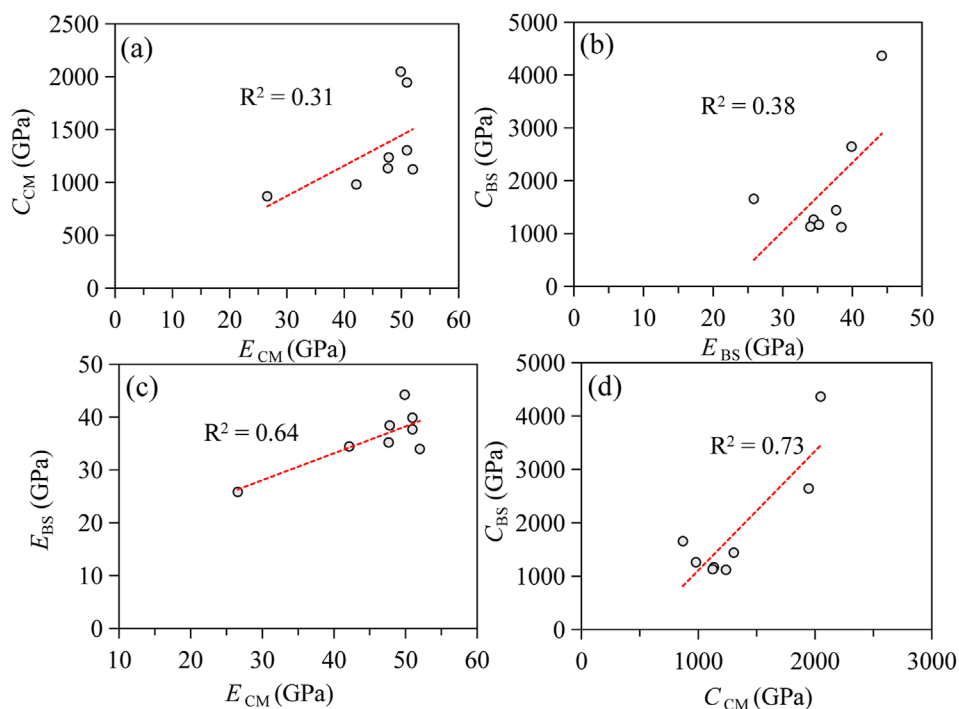 (a)
R² = 0.31
C_CM (GPa)
2500
2000
1500
1000
500
0
0 10 20 30 40 50 60
E_CM (GPa)
(b)
R² = 0.38
C_BS (GPa)
5000
4000
3000
2000
1000
0
0 10 20 30 40 50
E_BS (GPa)
(c)
R² = 0.64
E_BS (GPa)
50
40
30
20
10
0
10 20 30 40 50 60
E_CM (GPa)
(d)
R² = 0.73
C_BS (GPa)
5000
4000
3000
2000
1000
0
0 1000 2000 3000
C_CM (GPa)